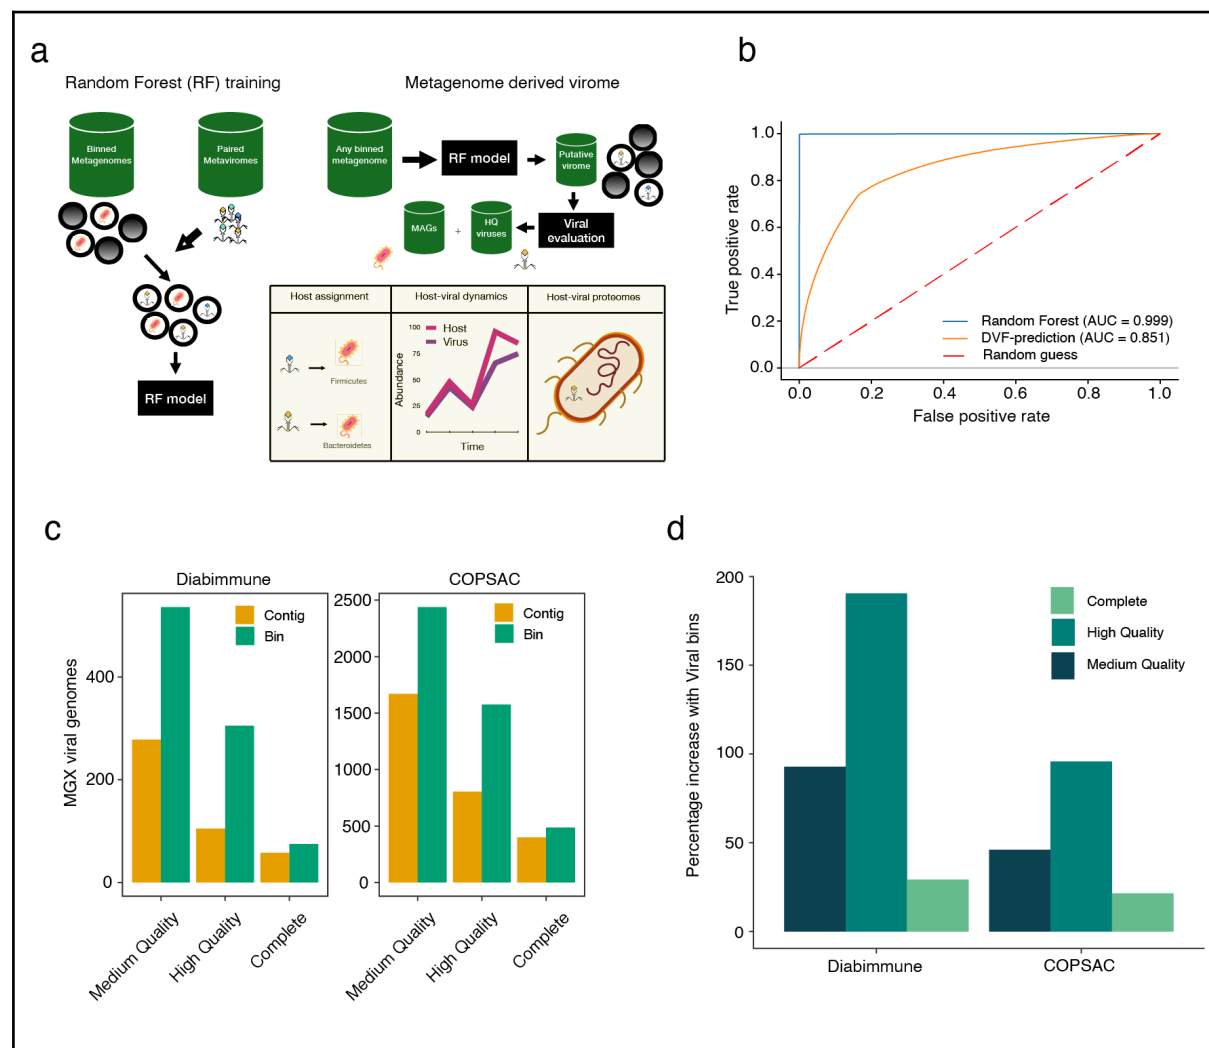 a
Random Forest (RF) training
Metagenome derived virome
Binned
Metagenomes
Paired
Metaviromes
Any binned
metagenome
RF model
Putative
virome
MAGs
+
HQ
viruses
Viral
evaluation
RF model
Host assignment
Firmicutes
Bacteroidetes
Host-viral dynamics
100
75
50
25
0
Abundance
Host
Virus
Time
Host-viral proteomes
b
1.0
0.8
0.6
0.4
0.2
0.0
True positive rate
Random Forest (AUC = 0.999)
DVF-prediction (AUC = 0.851)
Random guess
0.0 0.2 0.4 0.6 0.8 1.0
False positive rate
c
Diabimmune
COPSAC
MGX viral genomes
400
200
0
Contig
Bin
2500
2000
1500
1000
500
0
Contig
Bin
Medium Quality
High Quality
Complete
Medium Quality
High Quality
Complete
d
Percentage increase with Viral bins
200
150
100
50
0
Complete
High Quality
Medium Quality
Diabimmune
COPSAC